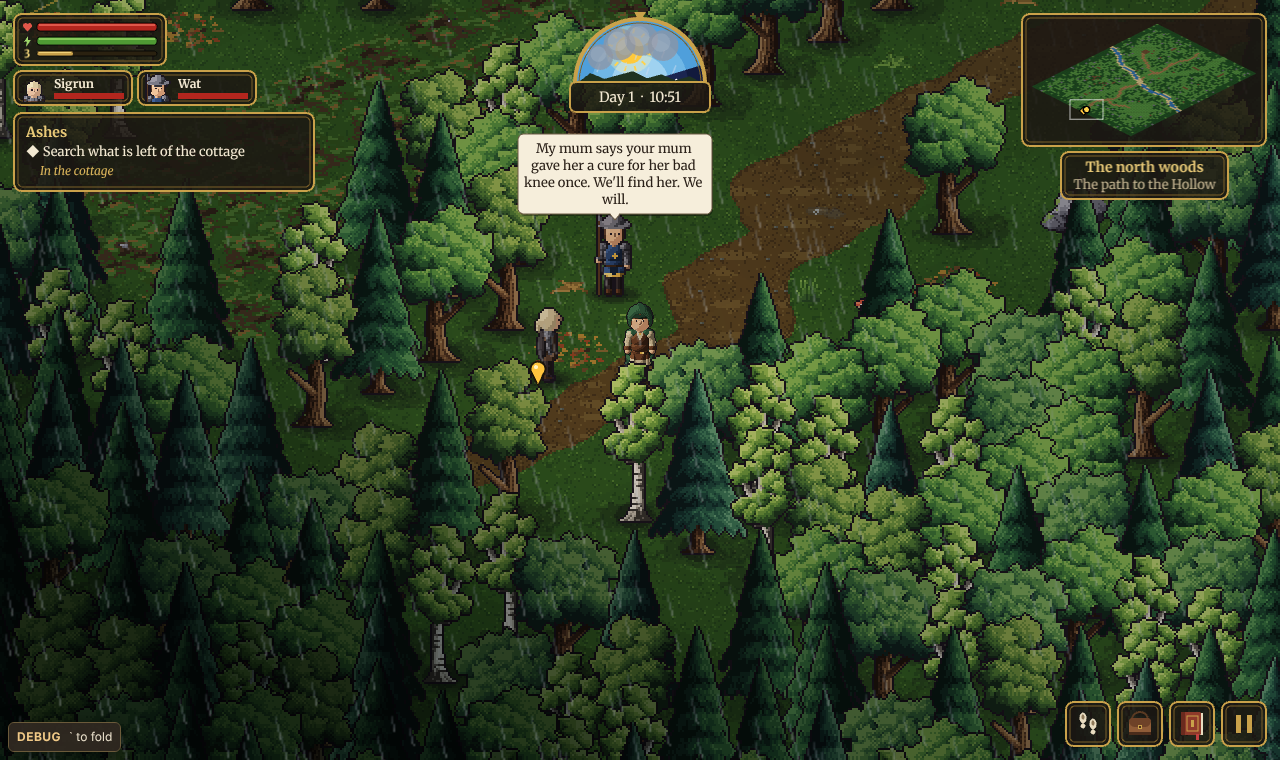 3
Sigrun
Wat
Ashes
◆ Search what is left of the cottage
In the cottage
Day 1 · 10:51
My mum says your mum
gave her a cure for her bad
knee once. We'll find her. We
will.
The north woods
The path to the Hollow
DEBUG ` to fold